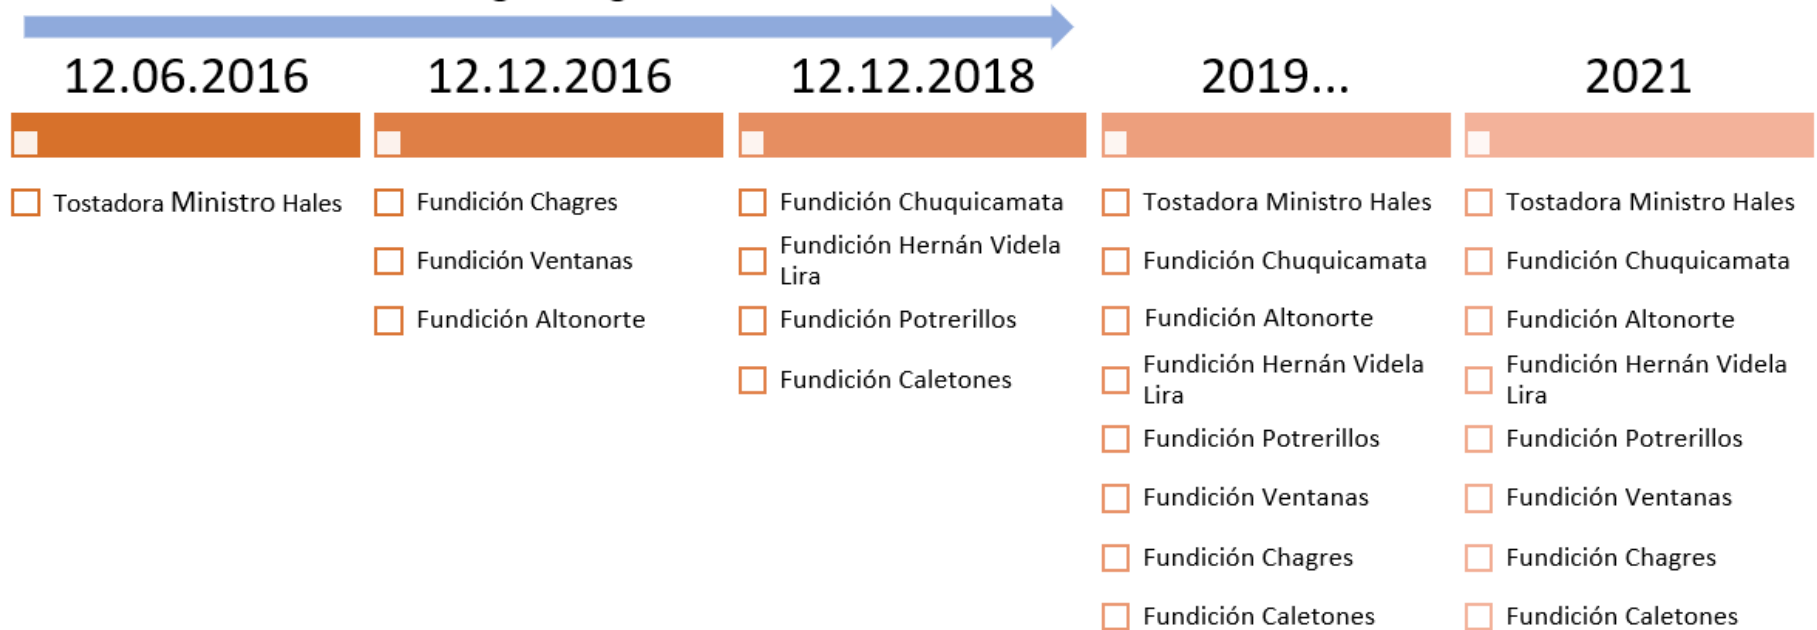 12.06.2016
12.12.2016
12.12.2018
2019...
2021
Tostadora Ministro Hales
Fundición Chagres
Fundición Ventanas
Fundición Altonorte
Fundición Chuquicamata
Fundición Hernán Videla
Lira
Fundición Potrerillos
Fundición Caletones
Tostadora Ministro Hales
Fundición Chuquicamata
Fundición Altonorte
Fundición Hernán Videla
Lira
Fundición Potrerillos
Fundición Ventanas
Fundición Chagres
Fundición Caletones
Tostadora Ministro Hales
Fundición Chuquicamata
Fundición Altonorte
Fundición Hernán Videla
Lira
Fundición Potrerillos
Fundición Ventanas
Fundición Chagres
Fundición Caletones